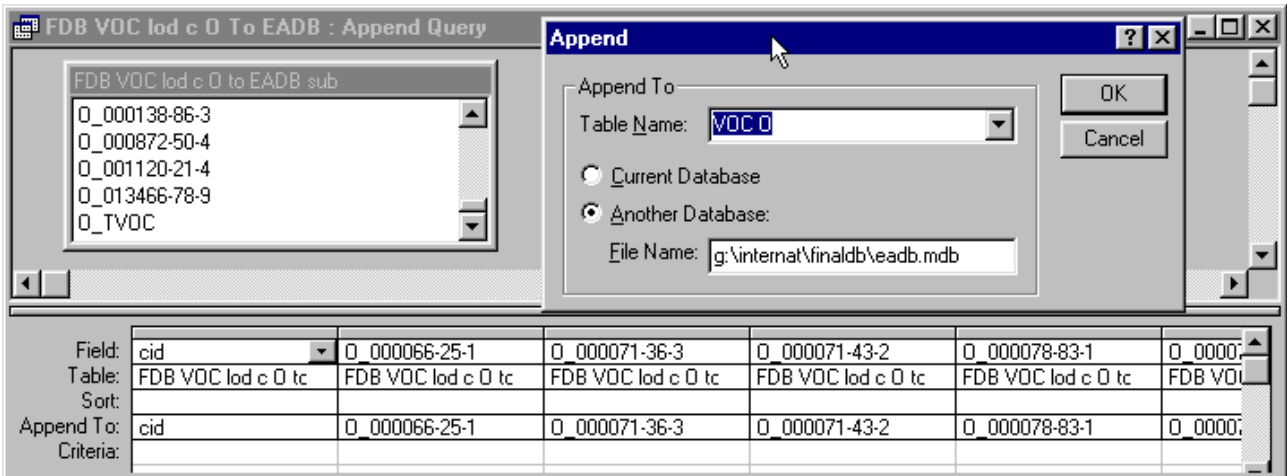 FDB VOC lod c O To EADB : Append Query
FDB VOC lod c O to EADB sub
O_000138-86-3
O_000872-50-4
O_001120-21-4
O_013466-78-9
O_TVOC
Append
Append To
Table Name: VOC O
Current Database
Another Database:
File Name: g:\internat\finaldb\eadb.mdb
OK
Cancel
Field: cid O_000066-25-1 O_000071-36-3 O_000071-43-2 O_000078-83-1 O_0000
Table: FDB VOC lod c O tc FDB VOC lod c O tc FDB VOC lod c O tc FDB VOC lod c O tc FDB VOC lod c O tc FDB VO
Sort:
Append To: cid O_000066-25-1 O_000071-36-3 O_000071-43-2 O_000078-83-1 O_0000
Criteria: